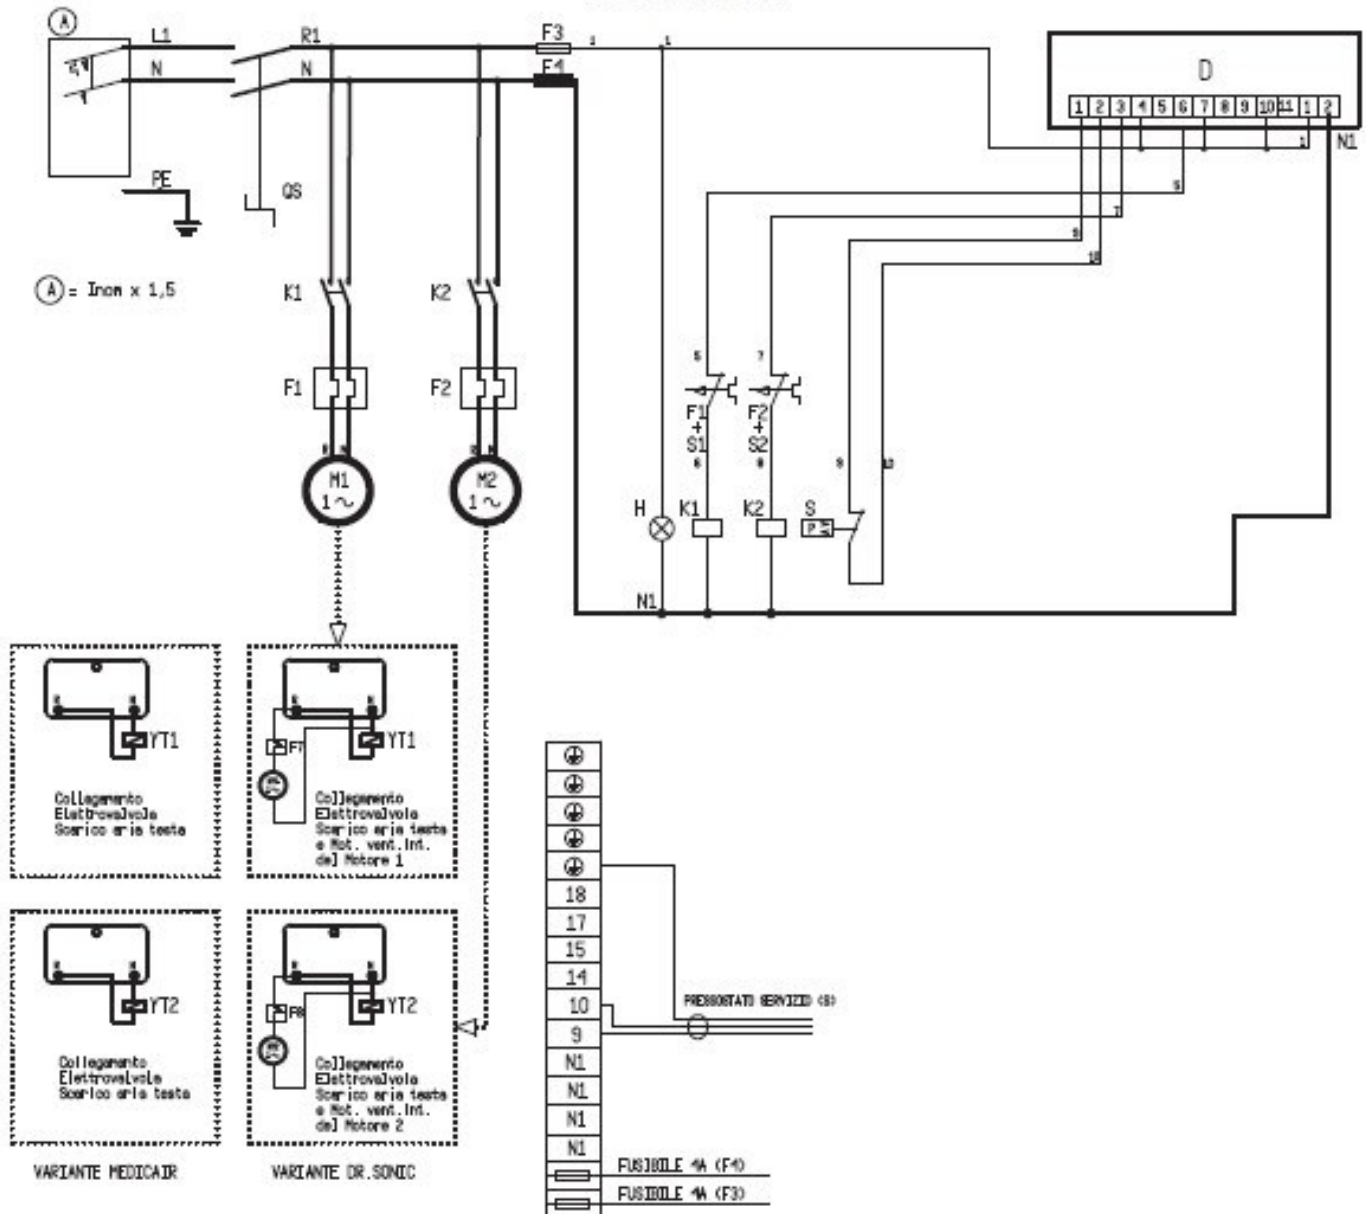 A
L1
R1
F3
N
N
F4
D
1 2 3 4 5 6 7 8 9 10 11 1 2
1
N1
PE
QS
A = Inom x 1,5
K1
K2
F1
F2
5
7
F1
+
S1
6
F2
+
S2
8
9
10
M1
1 ~
M2
1 ~
H
K1
K2
S
P
N1
YT1
Collegamento
Elettrovalvola
Scarico aria testa
F7
YT1
Collegamento
Elettrovalvola
Scarico aria testa
e Mot. vent.int.
del Motore 1
YT2
Collegamento
Elettrovalvola
Scarico aria testa
F8
YT2
Collegamento
Elettrovalvola
Scarico aria testa
e Mot. vent.int.
del Motore 2
VARIANTE MEDICAIR
VARIANTE DR.SONIC
18
17
15
14
10
9
N1
N1
N1
N1
PRESSOSTATO SERVIZIO (S)
FUSIBILE 4A (F4)
FUSIBILE 4A (F3)